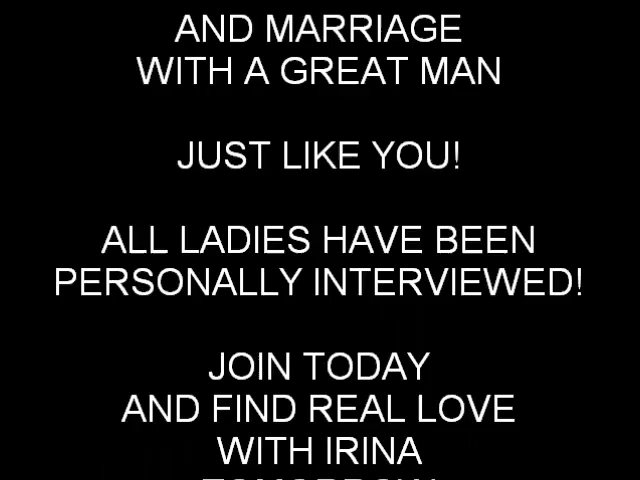 AND MARRIAGE
WITH A GREAT MAN
JUST LIKE YOU!
ALL LADIES HAVE BEEN
PERSONALLY INTERVIEWED!
JOIN TODAY
AND FIND REAL LOVE
WITH IRINA